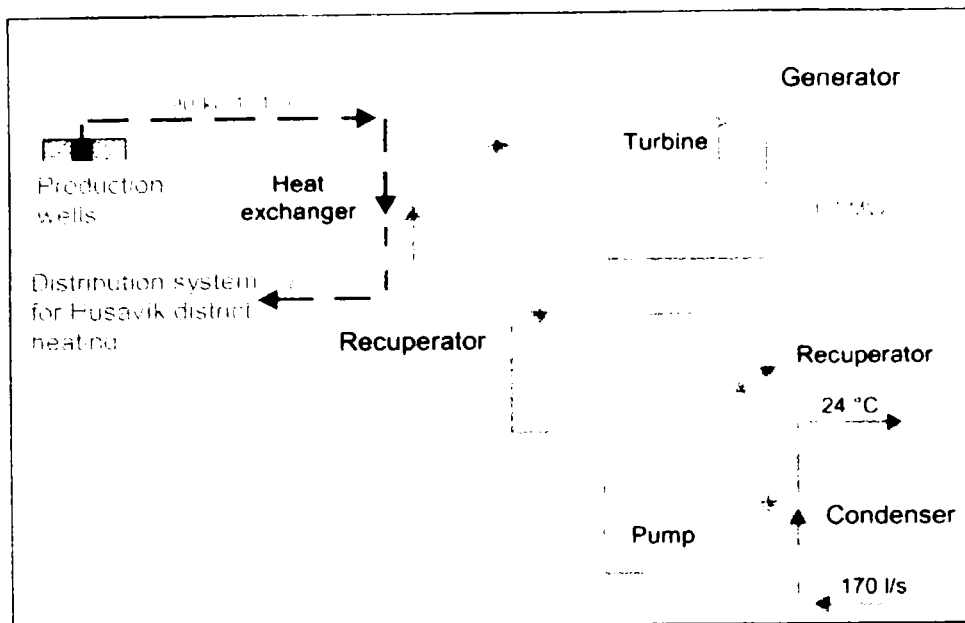 Generator
Turbine
Production
wells
Heat
exchanger
Distribution system
for Husavik district
heating
Recuperator
Recuperator
24 °C
Condenser
Pump
170 l/s